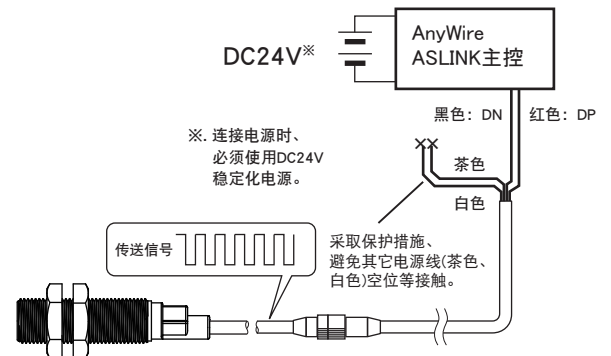 AnyWire
ASLINK主控
DC24V※
黑色：DN
红色：DP
※. 连接电源时、
必须使用DC24V
稳定化电源。
茶色
白色
传送信号
采取保护措施、
避免其它电源线(茶色、
白色)空位等接触。